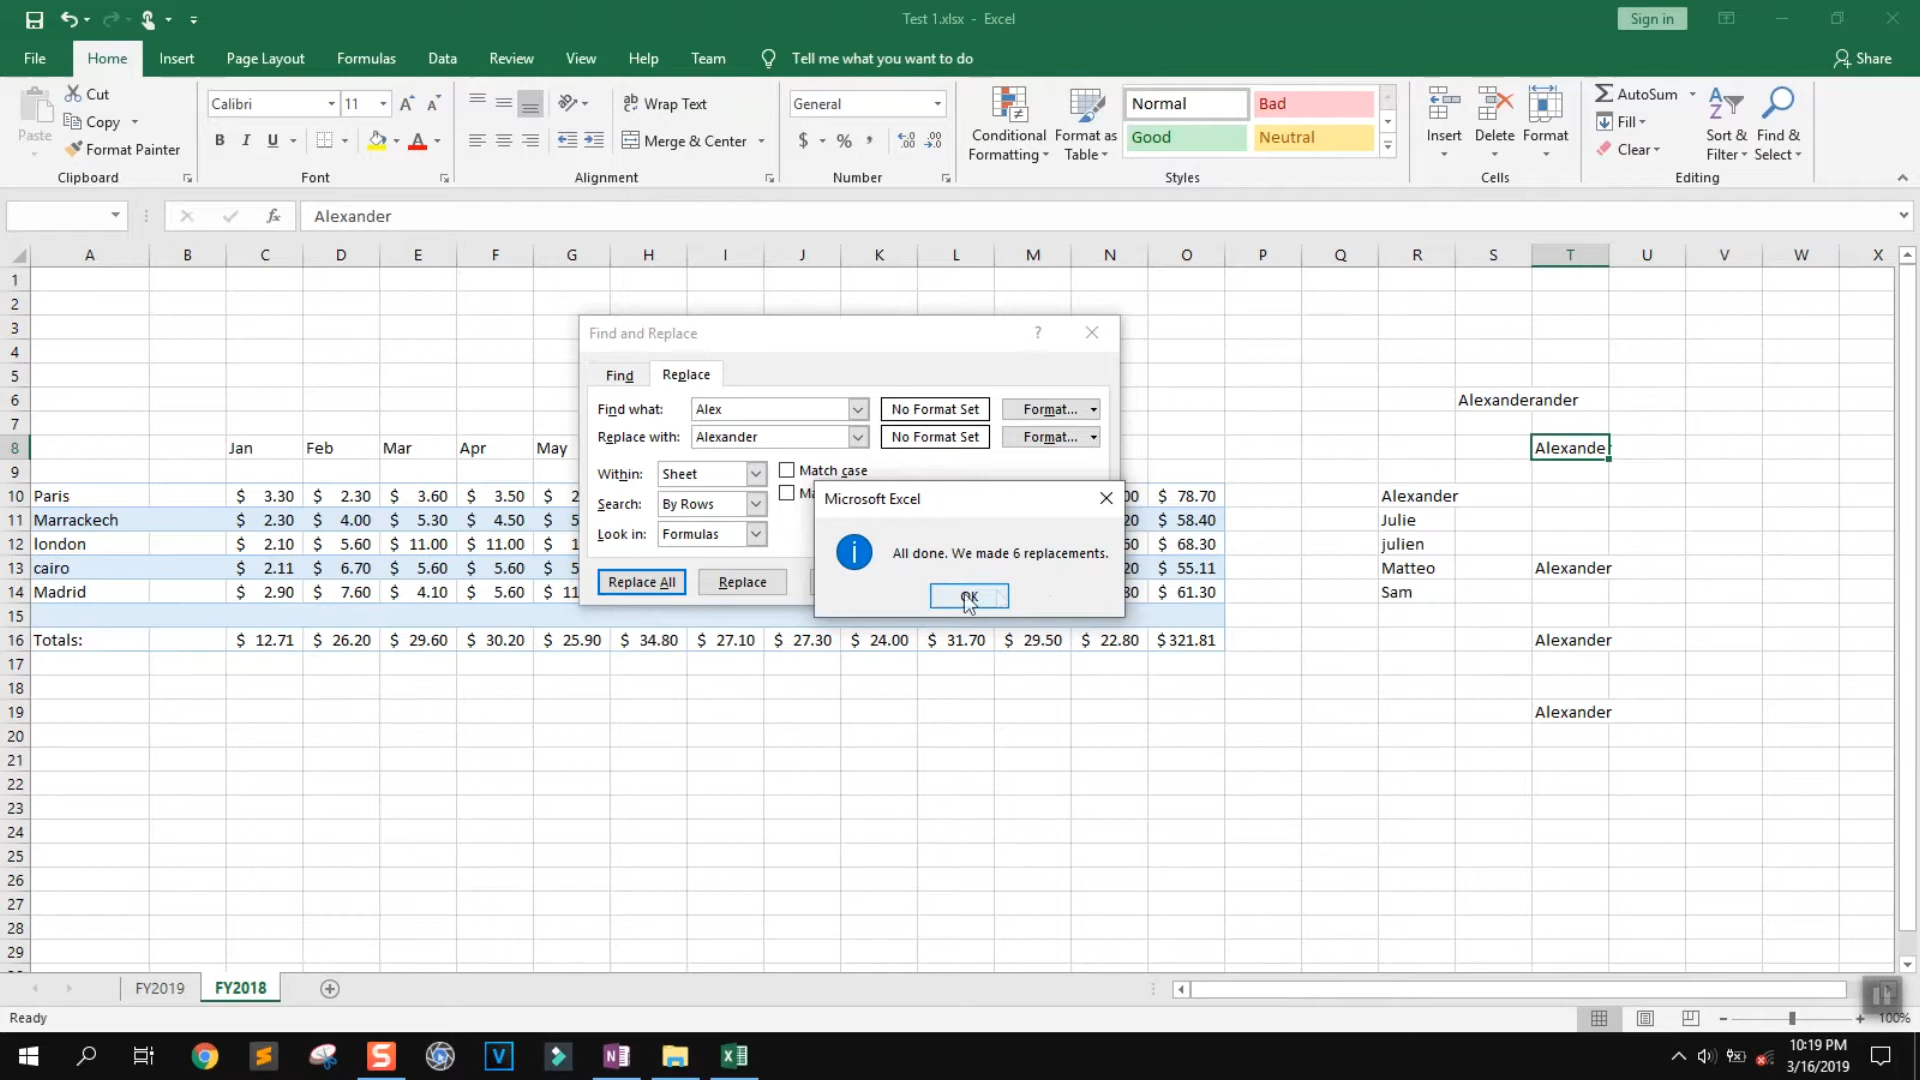 Test 1.xlsx - Excel
Sign in
File Home Insert Page Layout Formulas Data Review View Help Team Tell me what you want to do Share
Paste
Cut
Copy
Format Painter
Clipboard
Calibri 11
B I U
Font
Wrap Text
Merge & Center
Alignment
General
$ % ,
Number
Conditional Formatting
Format as Table
Normal Bad
Good Neutral
Styles
Insert Delete Format
Cells
AutoSum
Fill
Clear
Sort & Filter
Find & Select
Editing
fx Alexander
A B C D E F G H I J K L M N O P Q R S T U V W X
1
2
3
4
5
6 Alexanderander
7
8 Jan Feb Mar Apr May Alexander
9
10 Paris $ 3.30 $ 2.30 $ 3.60 $ 3.50 $ 2 00 $ 78.70 Alexander
11 Marrackech $ 2.30 $ 4.00 $ 5.30 $ 4.50 $ 5 20 $ 58.40 Julie
12 london $ 2.10 $ 5.60 $ 11.00 $ 11.00 $ 1 60 $ 68.30 julien
13 cairo $ 2.11 $ 6.70 $ 5.60 $ 5.60 $ 5 20 $ 55.11 Matteo Alexander
14 Madrid $ 2.90 $ 7.60 $ 4.10 $ 5.60 $ 11 30 $ 61.30 Sam
15
16 Totals: $ 12.71 $ 26.20 $ 29.60 $ 30.20 $ 25.90 $ 34.80 $ 27.10 $ 27.30 $ 24.00 $ 31.70 $ 29.50 $ 22.80 $ 321.81 Alexander
17
18
19 Alexander
20
21
22
23
24
25
26
27
28
29
Find and Replace ?
Find Replace
Find what: Alex No Format Set Format...
Replace with: Alexander No Format Set Format...
Within: Sheet Match case
Search: By Rows Ma
Look in: Formulas
Replace All Replace
Microsoft Excel
All done. We made 6 replacements.
OK
FY2019 FY2018
Ready 100%
10:19 PM
3/16/2019